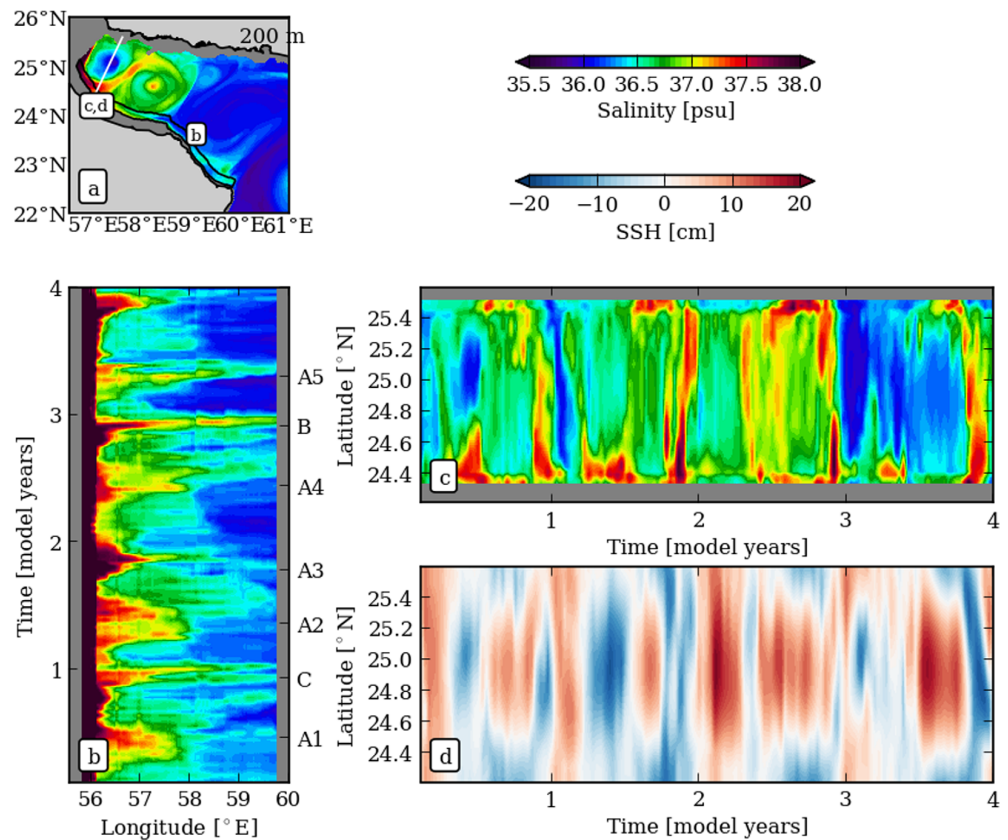 26°N
200 m
25°N
c,d
24°N
b
23°N
a
22°N
57°E 58°E 59°E 60°E 61°E
35.5 36.0 36.5 37.0 37.5 38.0
Salinity [psu]
−20 −10 0 10 20
SSH [cm]
4
3
2
1
Time [model years]
A5
B
A4
A3
A2
C
A1
b
56 57 58 59 60
Longitude [°E]
25.4
25.2
25.0
24.8
24.6
24.4
Latitude [°N]
c
1 2 3 4
Time [model years]
25.4
25.2
25.0
24.8
24.6
24.4
Latitude [°N]
d
1 2 3 4
Time [model years]